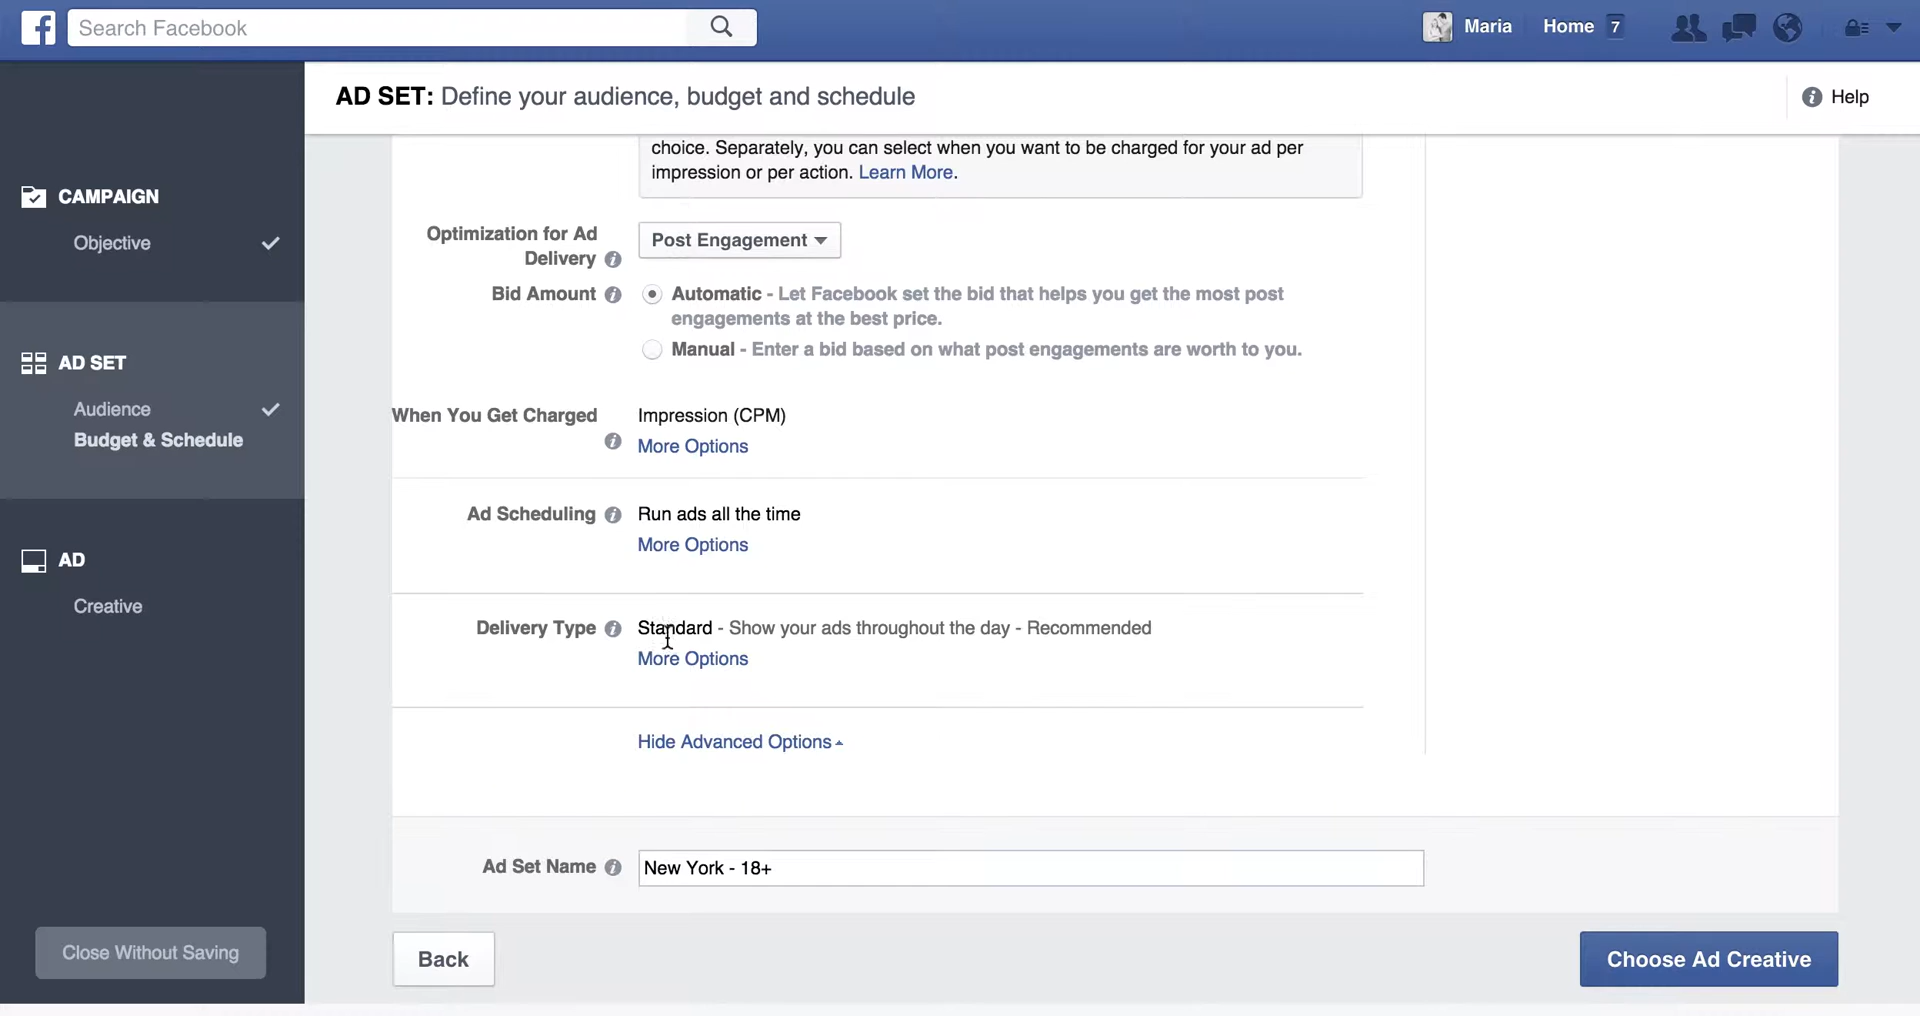 Search Facebook
Maria
Home 7
AD SET: Define your audience, budget and schedule
Help
CAMPAIGN
Objective
AD SET
Audience
Budget & Schedule
AD
Creative
Close Without Saving
choice. Separately, you can select when you want to be charged for your ad per
impression or per action. Learn More.
Optimization for Ad
Delivery
Post Engagement
Bid Amount
Automatic - Let Facebook set the bid that helps you get the most post
engagements at the best price.
Manual - Enter a bid based on what post engagements are worth to you.
When You Get Charged
Impression (CPM)
More Options
Ad Scheduling
Run ads all the time
More Options
Delivery Type
Standard - Show your ads throughout the day - Recommended
More Options
Hide Advanced Options
Ad Set Name
New York - 18+
Back
Choose Ad Creative